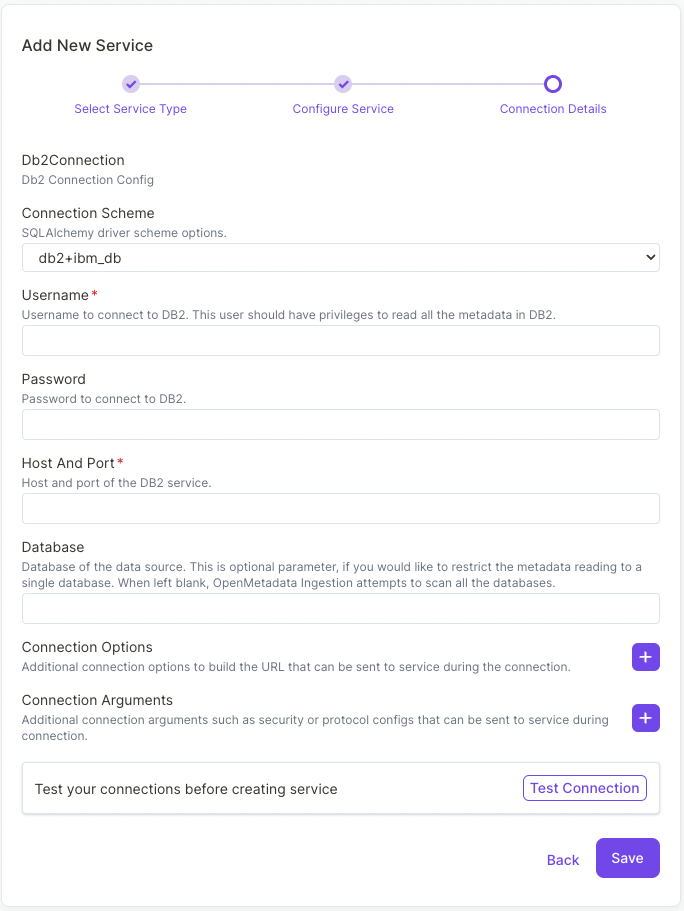 Add New Service
Select Service Type
Configure Service
Connection Details
Db2Connection
Db2 Connection Config
Connection Scheme
SQLAlchemy driver scheme options.
db2+ibm_db
Username*
Username to connect to DB2. This user should have privileges to read all the metadata in DB2.
Password
Password to connect to DB2.
Host And Port*
Host and port of the DB2 service.
Database
Database of the data source. This is optional parameter, if you would like to restrict the metadata reading to a
single database. When left blank, OpenMetadata Ingestion attempts to scan all the databases.
Connection Options
Additional connection options to build the URL that can be sent to service during the connection.
Connection Arguments
Additional connection arguments such as security or protocol configs that can be sent to service during
connection.
Test your connections before creating service
Test Connection
Back
Save